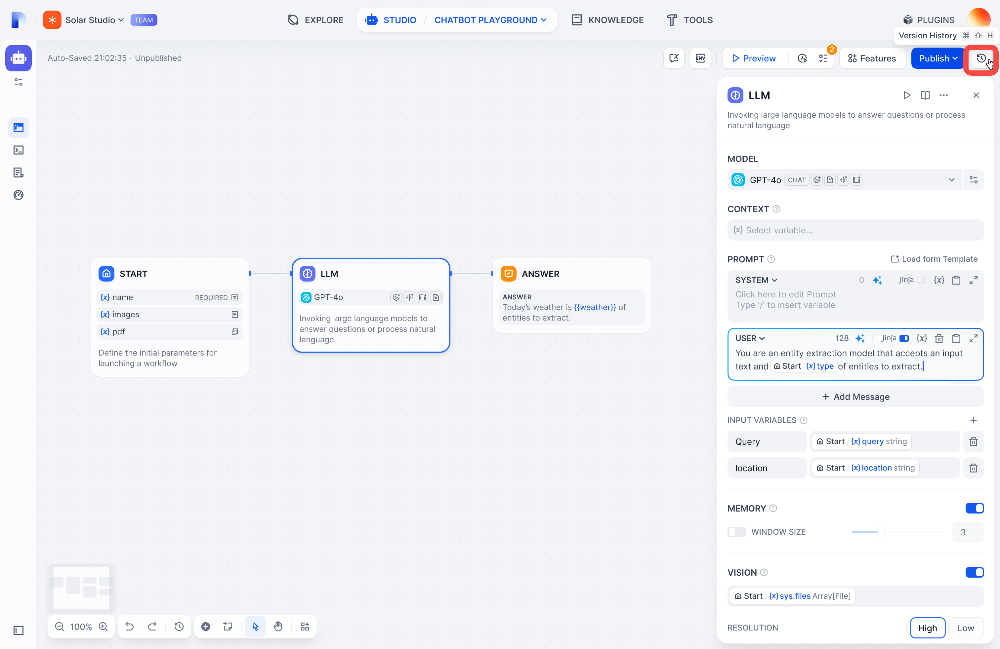 Solar Studio TEAM
EXPLORE
STUDIO / CHATBOT PLAYGROUND
KNOWLEDGE
TOOLS
PLUGINS
Version History ⌘ ⇧ H
Auto-Saved 21:02:35 · Unpublished
ENV
Preview
2
Features
Publish
START
{x} name REQUIRED
{x} images
{x} pdf
Define the initial parameters for
launching a workflow
LLM
GPT-4o
Invoking large language models to
answer questions or process natural
language
ANSWER
ANSWER
Today’s weather is {{weather}} of
entities to extract.
100%
LLM
Invoking large language models to answer questions or process
natural language
MODEL
GPT-4o CHAT
CONTEXT
{x} Select variable...
PROMPT
Load form Template
SYSTEM 0 Jinja {x}
Click here to edit Prompt
Type '/' to insert variable
USER 128 Jinja {x}
You are an entity extraction model that accepts an input
text and Start / {x} type of entities to extract.
+ Add Message
INPUT VARIABLES
Query Start / {x} query string
location Start / {x} location string
MEMORY
WINDOW SIZE 3
VISION
Start / {x} sys.files Array[File]
RESOLUTION High Low